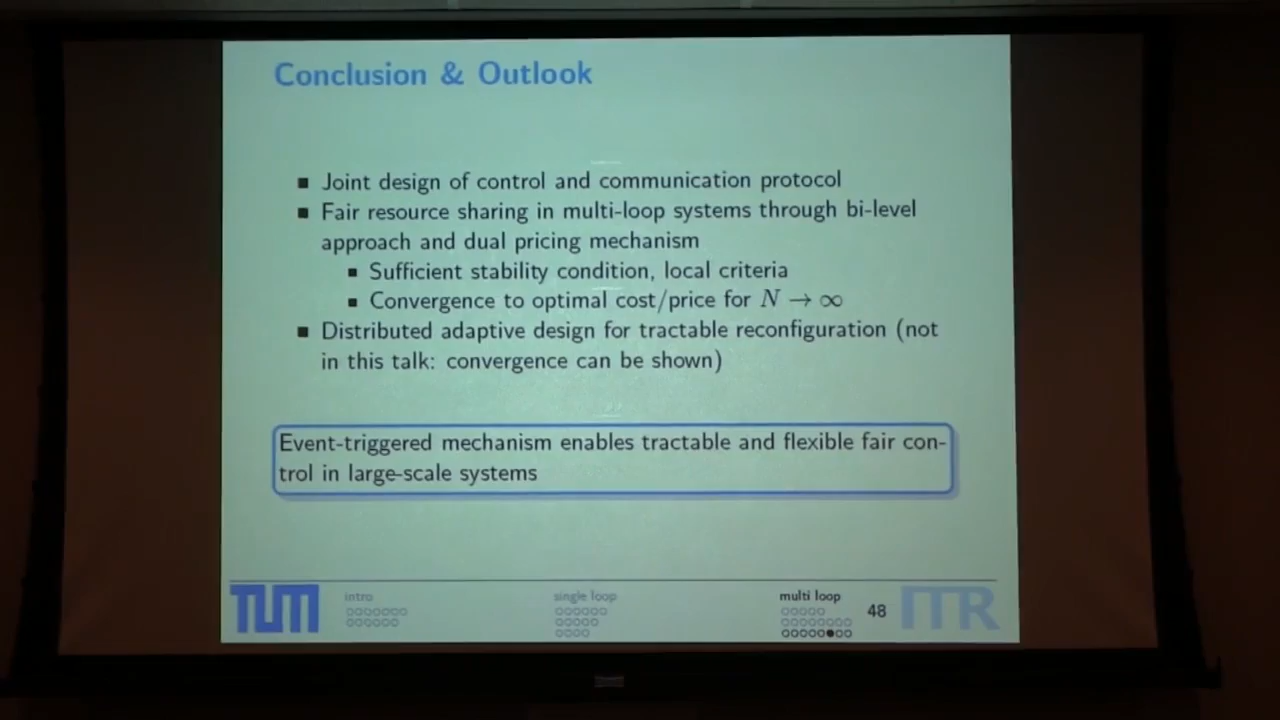 Conclusion & Outlook
Joint design of control and communication protocol
Fair resource sharing in multi-loop systems through bi-level
approach and dual pricing mechanism
Sufficient stability condition, local criteria
Convergence to optimal cost/price for N → ∞
Distributed adaptive design for tractable reconfiguration (not
in this talk: convergence can be shown)
Event-triggered mechanism enables tractable and flexible fair con-
trol in large-scale systems
TUM
intro
single loop
multi loop
48
ITR